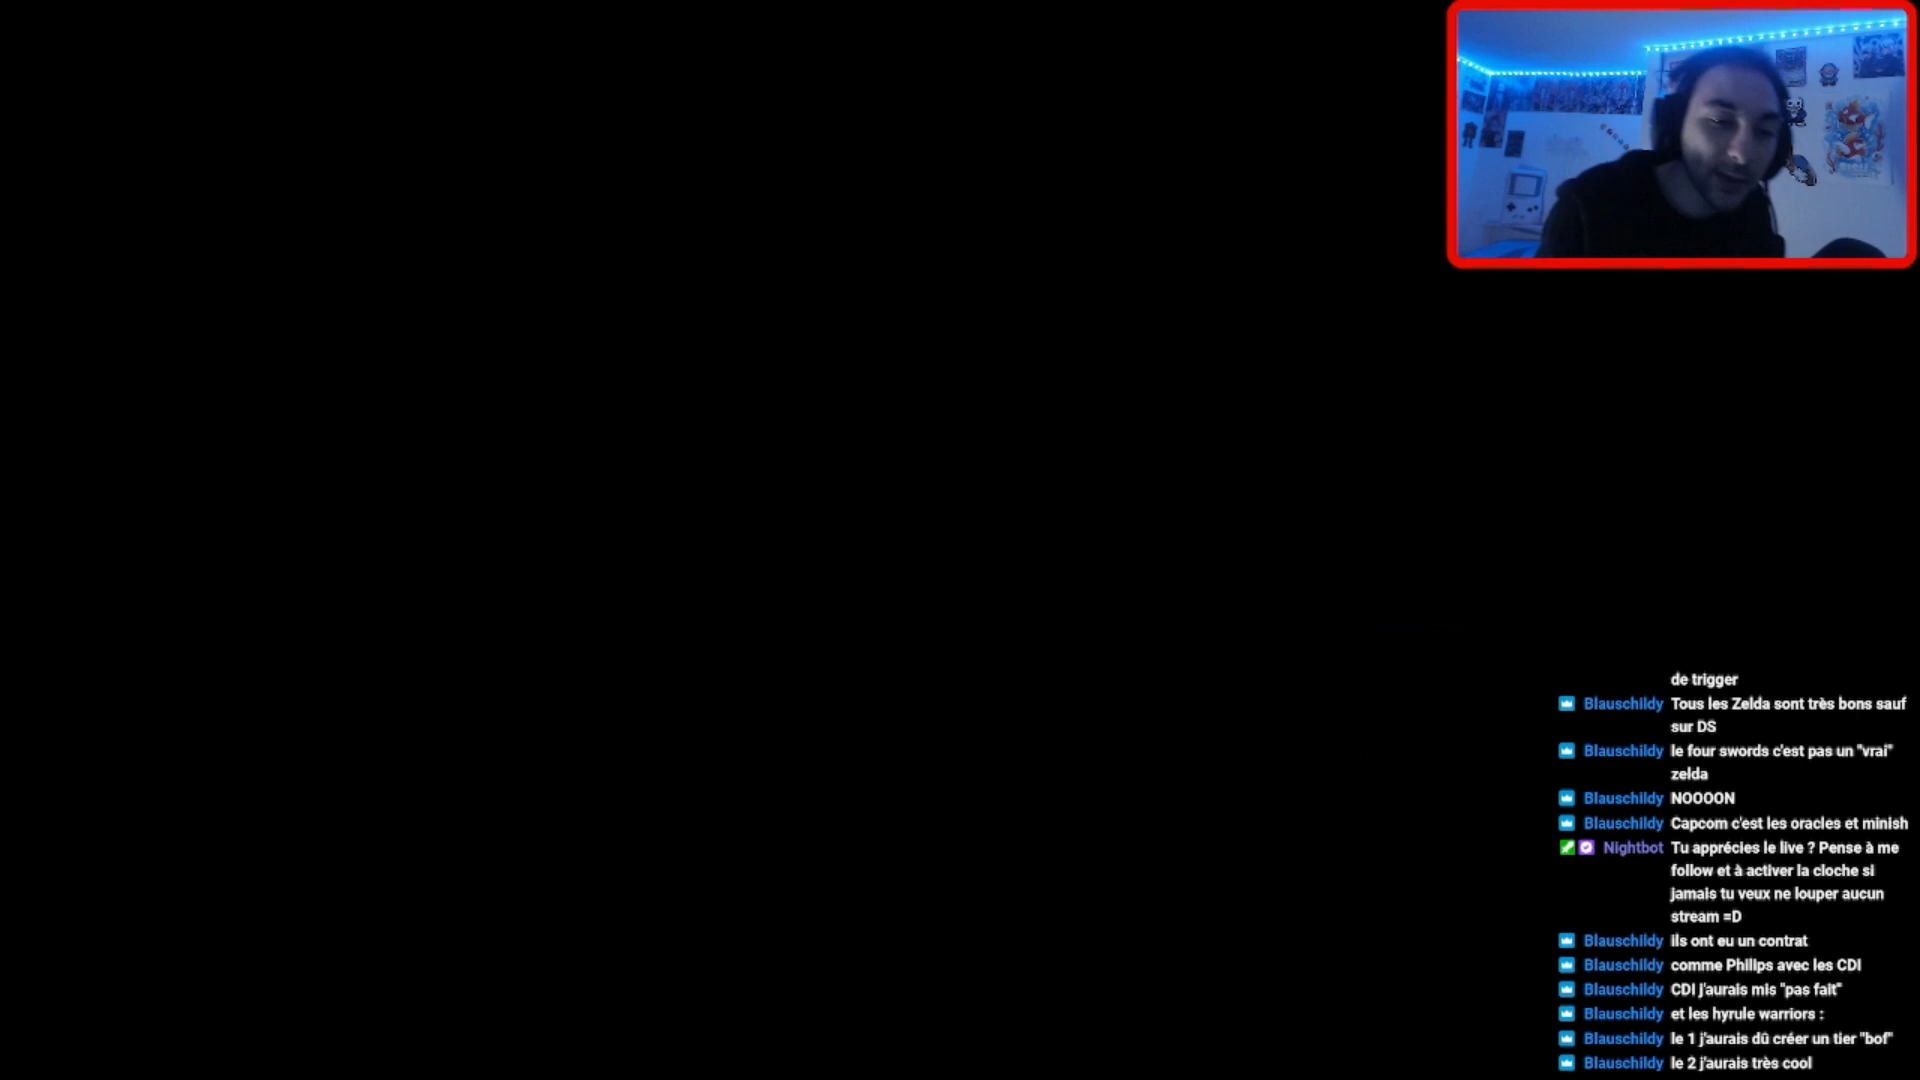 de trigger
Blauschildy Tous les Zelda sont très bons sauf
sur DS
Blauschildy le four swords c'est pas un "vrai"
zelda
Blauschildy NOOOON
Blauschildy Capcom c'est les oracles et minish
Nightbot Tu apprécies le live ? Pense à me
follow et à activer la cloche si
jamais tu veux ne louper aucun
stream =D
Blauschildy ils ont eu un contrat
Blauschildy comme Philips avec les CDI
Blauschildy CDI j'aurais mis "pas fait"
Blauschildy et les hyrule warriors :
Blauschildy le 1 j'aurais dû créer un tier "bof"
Blauschildy le 2 j'aurais très cool